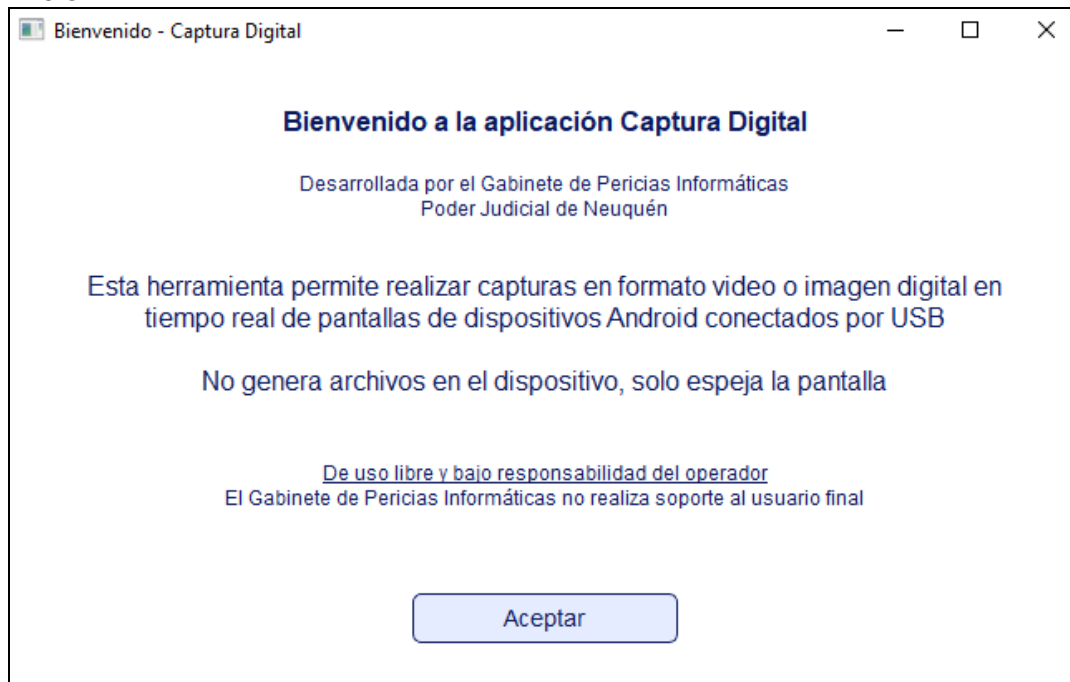 Bienvenido - Captura Digital
Bienvenido a la aplicación Captura Digital
Desarrollada por el Gabinete de Pericias Informáticas
Poder Judicial de Neuquén
Esta herramienta permite realizar capturas en formato video o imagen digital en
tiempo real de pantallas de dispositivos Android conectados por USB
No genera archivos en el dispositivo, solo espeja la pantalla
De uso libre y bajo responsabilidad del operador
El Gabinete de Pericias Informáticas no realiza soporte al usuario final
Aceptar